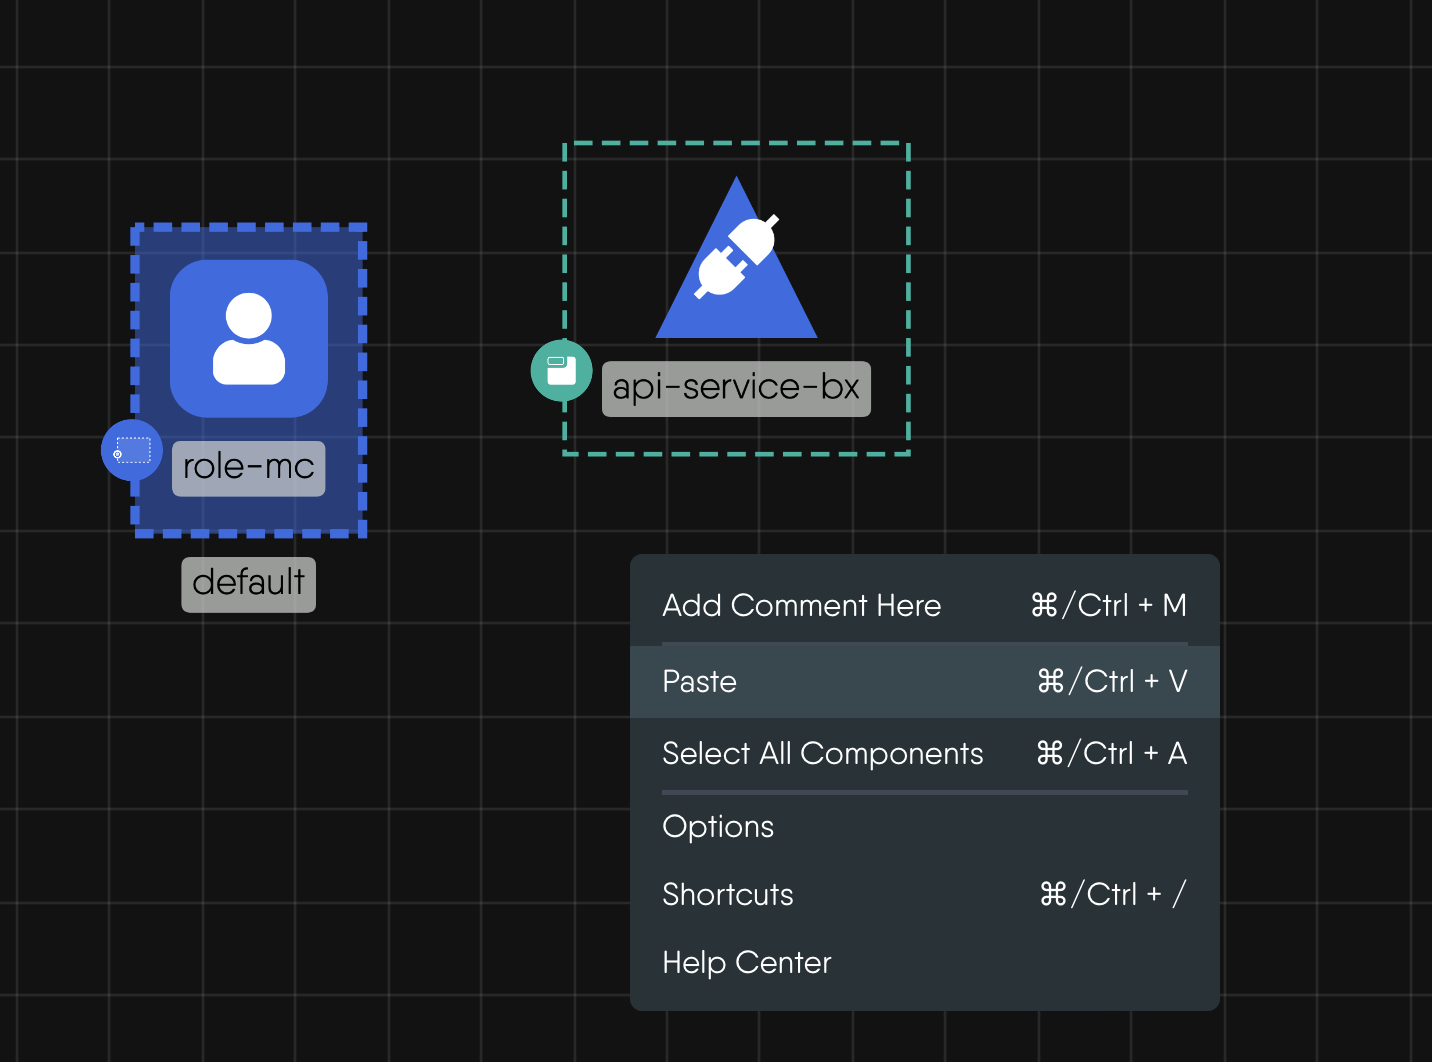 api-service-bx
role-mc
default
Add Comment Here ⌘/Ctrl + M
Paste ⌘/Ctrl + V
Select All Components ⌘/Ctrl + A
Options
Shortcuts ⌘/Ctrl + /
Help Center